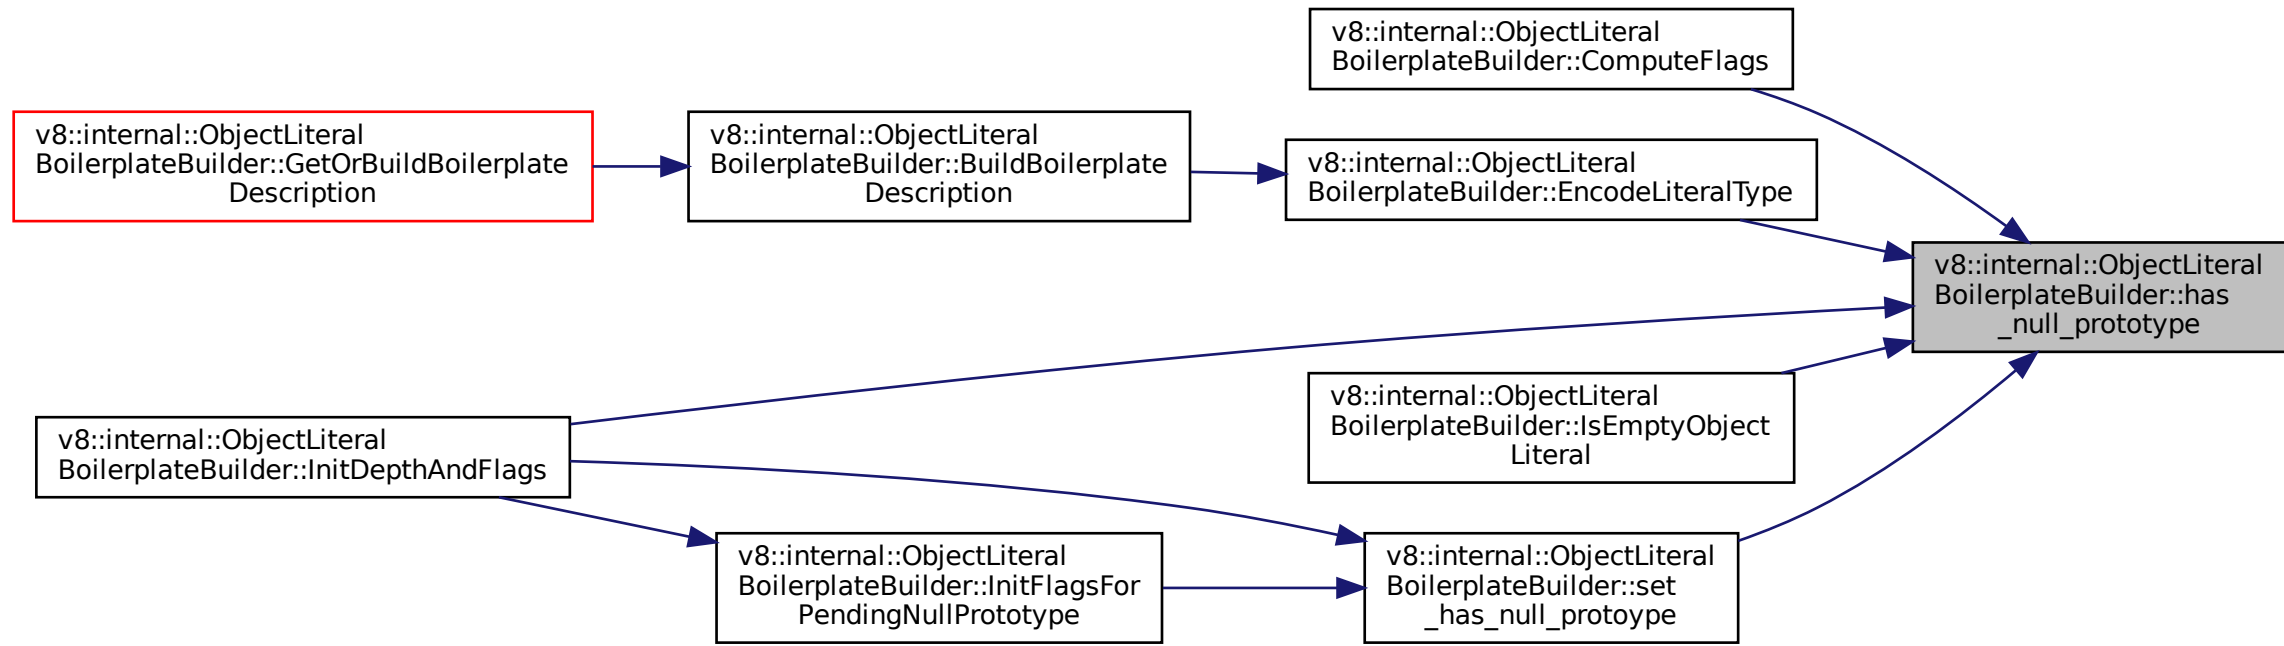 v8::internal::ObjectLiteral
BoilerplateBuilder::ComputeFlags
v8::internal::ObjectLiteral
BoilerplateBuilder::GetOrBuildBoilerplate
Description
v8::internal::ObjectLiteral
BoilerplateBuilder::BuildBoilerplate
Description
v8::internal::ObjectLiteral
BoilerplateBuilder::EncodeLiteralType
v8::internal::ObjectLiteral
BoilerplateBuilder::has
_null_prototype
v8::internal::ObjectLiteral
BoilerplateBuilder::IsEmptyObject
Literal
v8::internal::ObjectLiteral
BoilerplateBuilder::InitDepthAndFlags
v8::internal::ObjectLiteral
BoilerplateBuilder::InitFlagsFor
PendingNullPrototype
v8::internal::ObjectLiteral
BoilerplateBuilder::set
_has_null_protoype